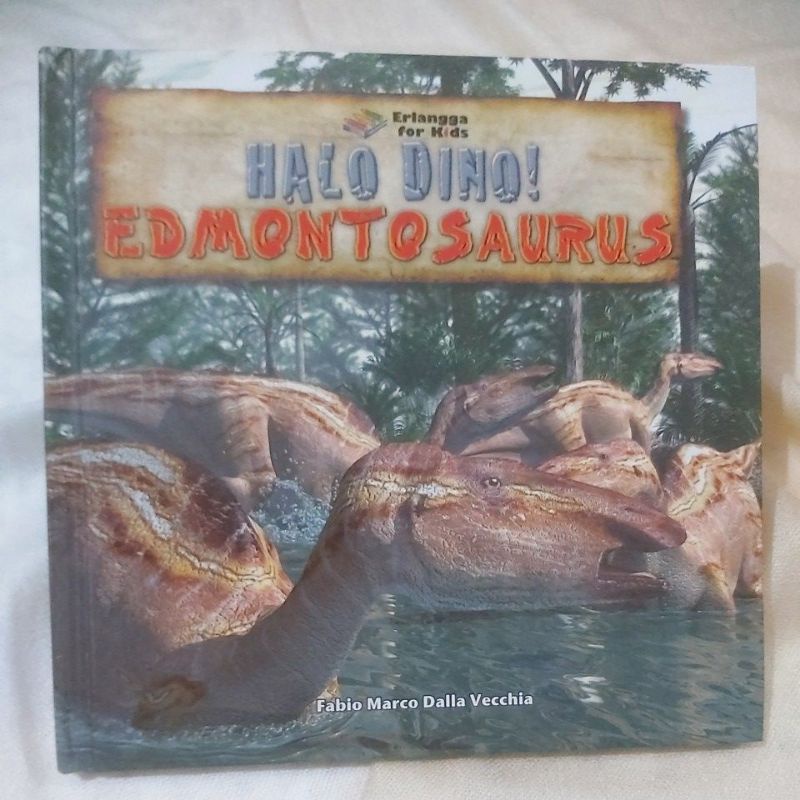 Erlangga
for Kids
HALO DINO!
EDMONTOSAURUS
Fabio Marco Dalla Vecchia